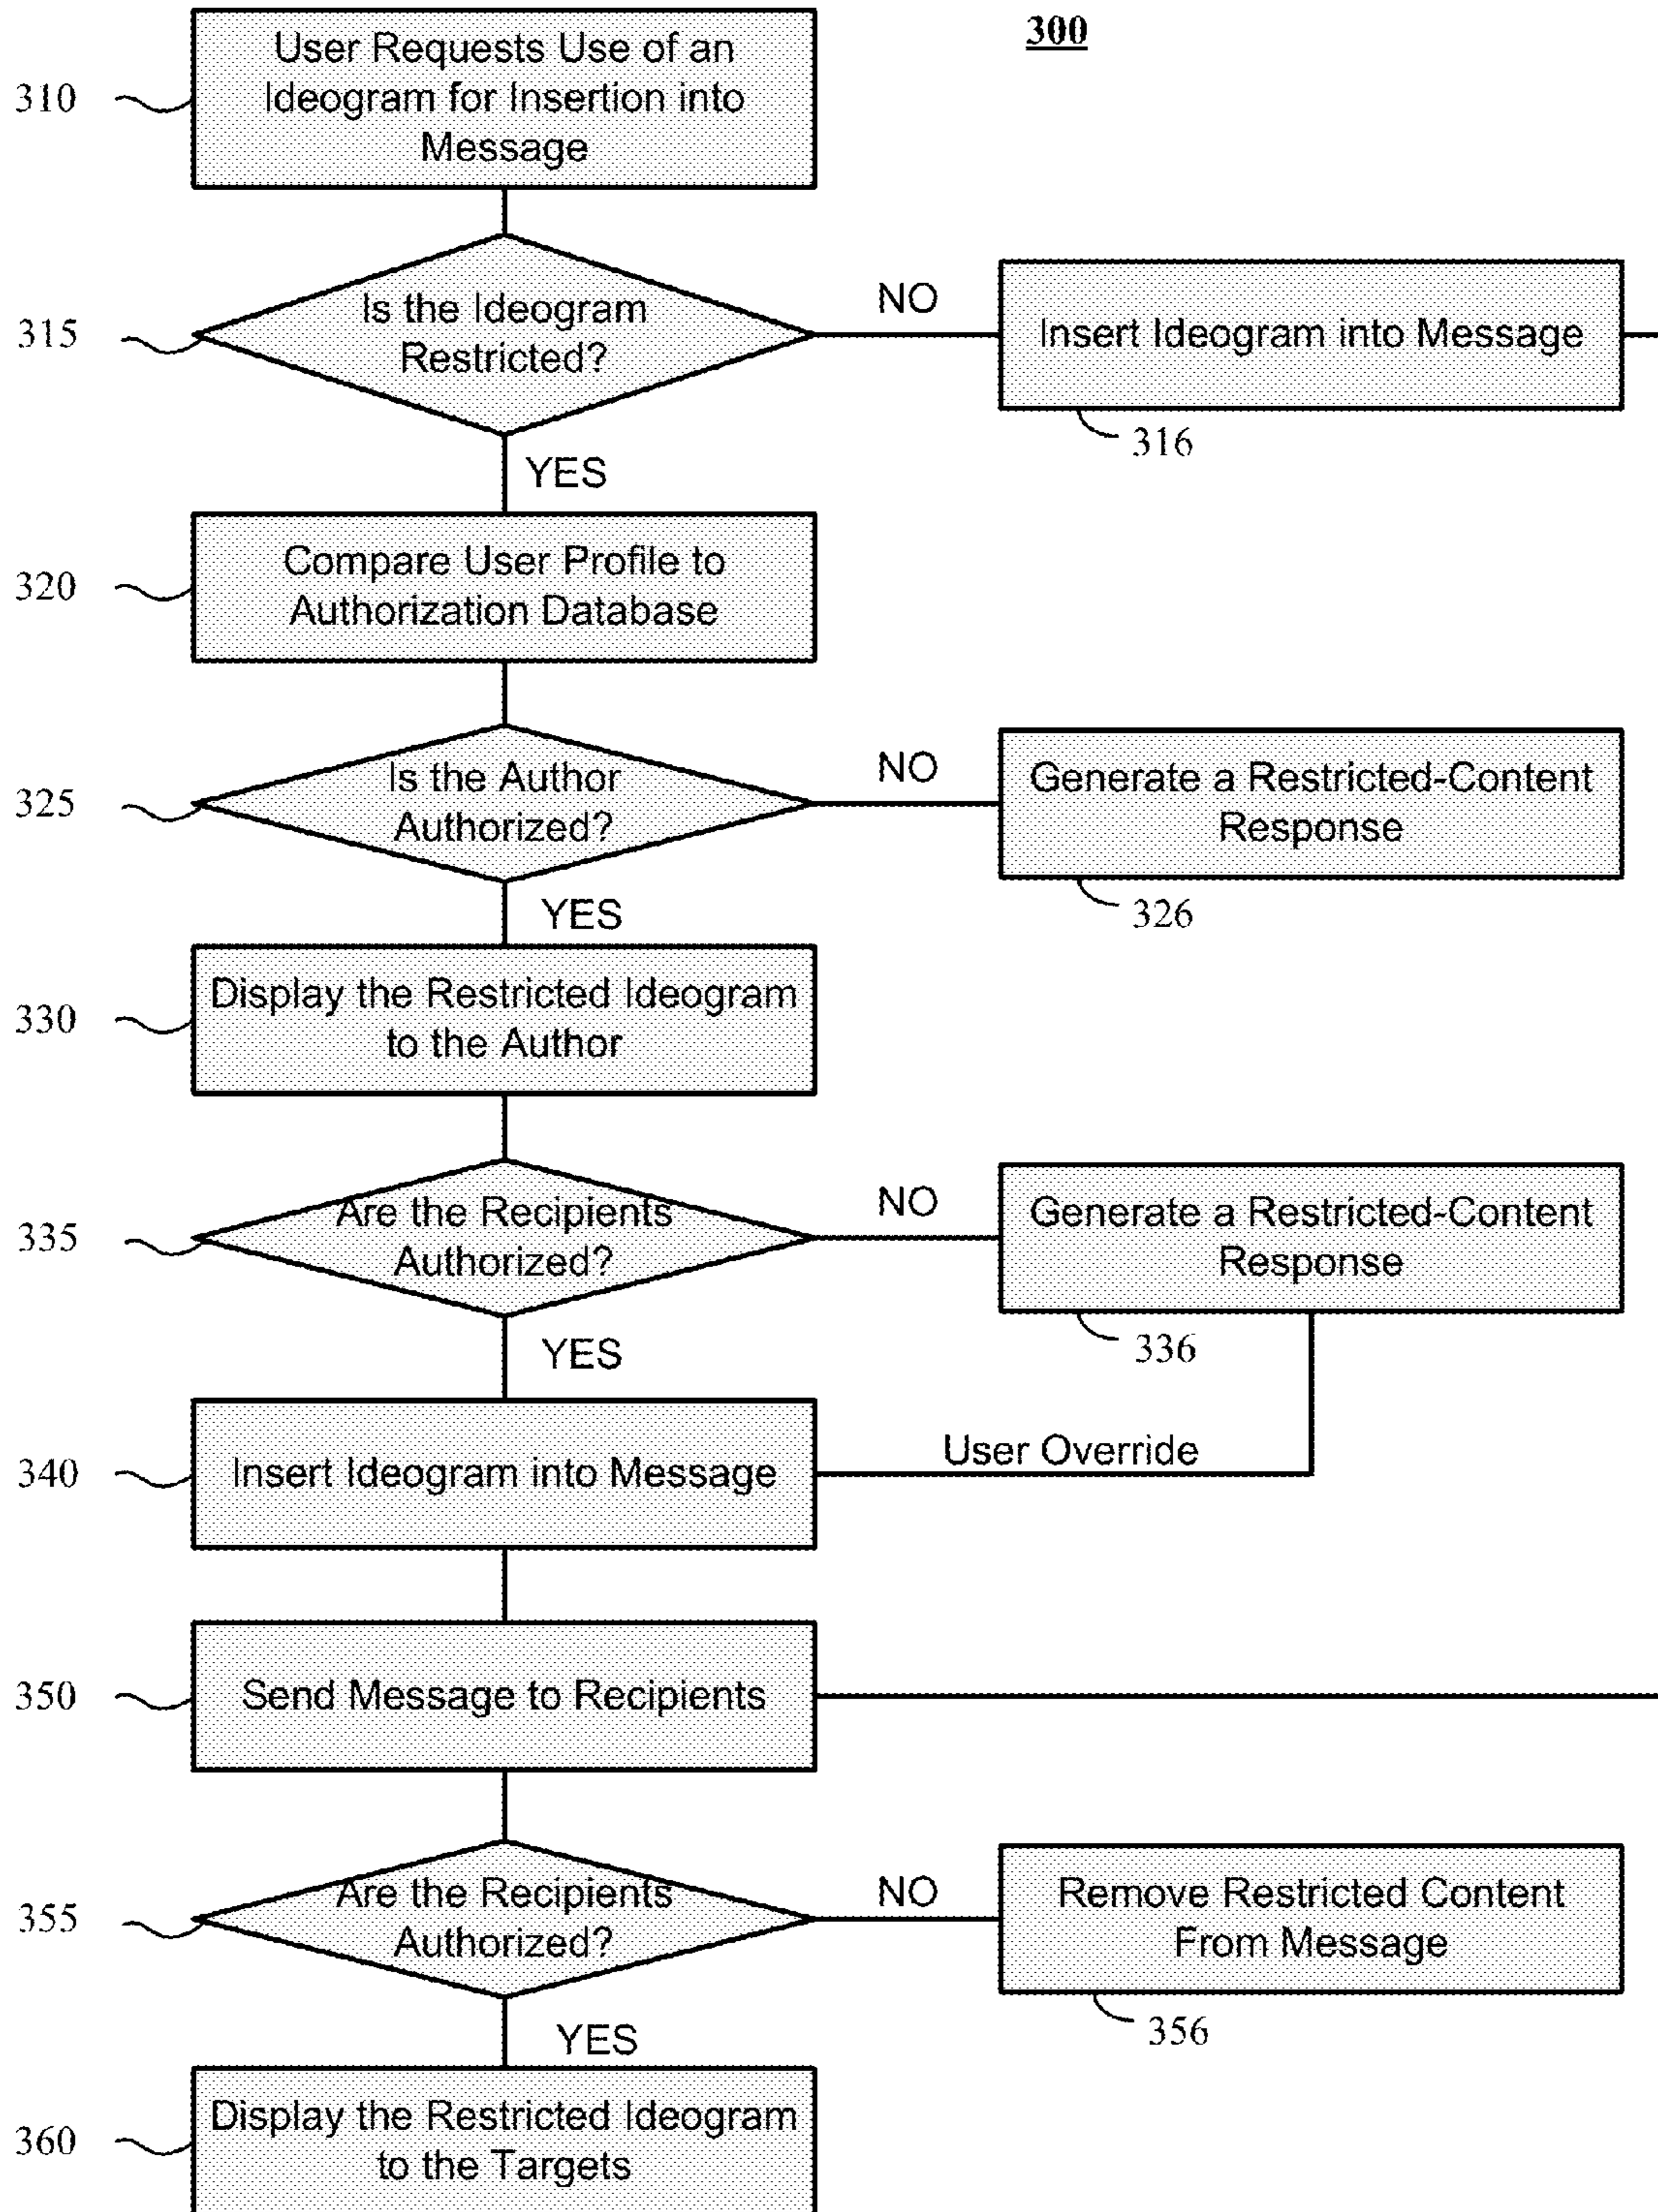 300
310
User Requests Use of an
Ideogram for Insertion into
Message
315
Is the Ideogram
Restricted?
NO
Insert Ideogram into Message
316
YES
320
Compare User Profile to
Authorization Database
325
Is the Author
Authorized?
NO
Generate a Restricted-Content
Response
326
YES
330
Display the Restricted Ideogram
to the Author
335
Are the Recipients
Authorized?
NO
Generate a Restricted-Content
Response
336
YES
User Override
340
Insert Ideogram into Message
350
Send Message to Recipients
355
Are the Recipients
Authorized?
NO
Remove Restricted Content
From Message
356
YES
360
Display the Restricted Ideogram
to the Targets